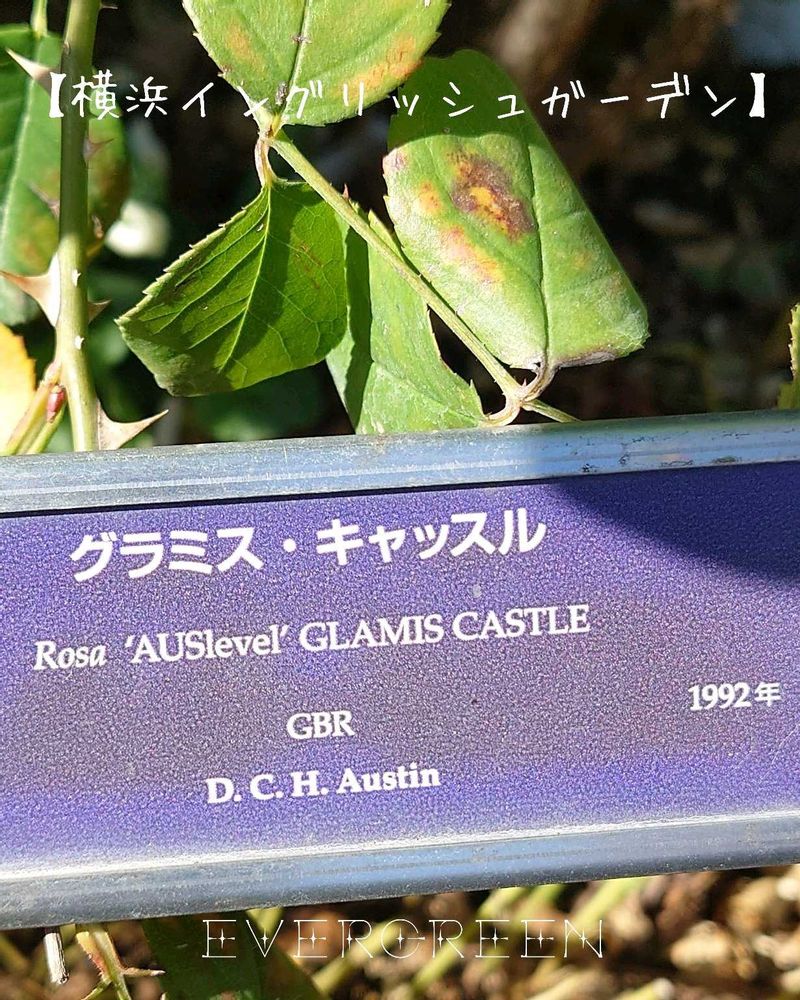 【横浜イングリッシュガーデン】
グラミス・キャッスル
Rosa 'AUSlevel' GLAMIS CASTLE
1992年
GBR
D. C. H. Austin
EVERGREEN